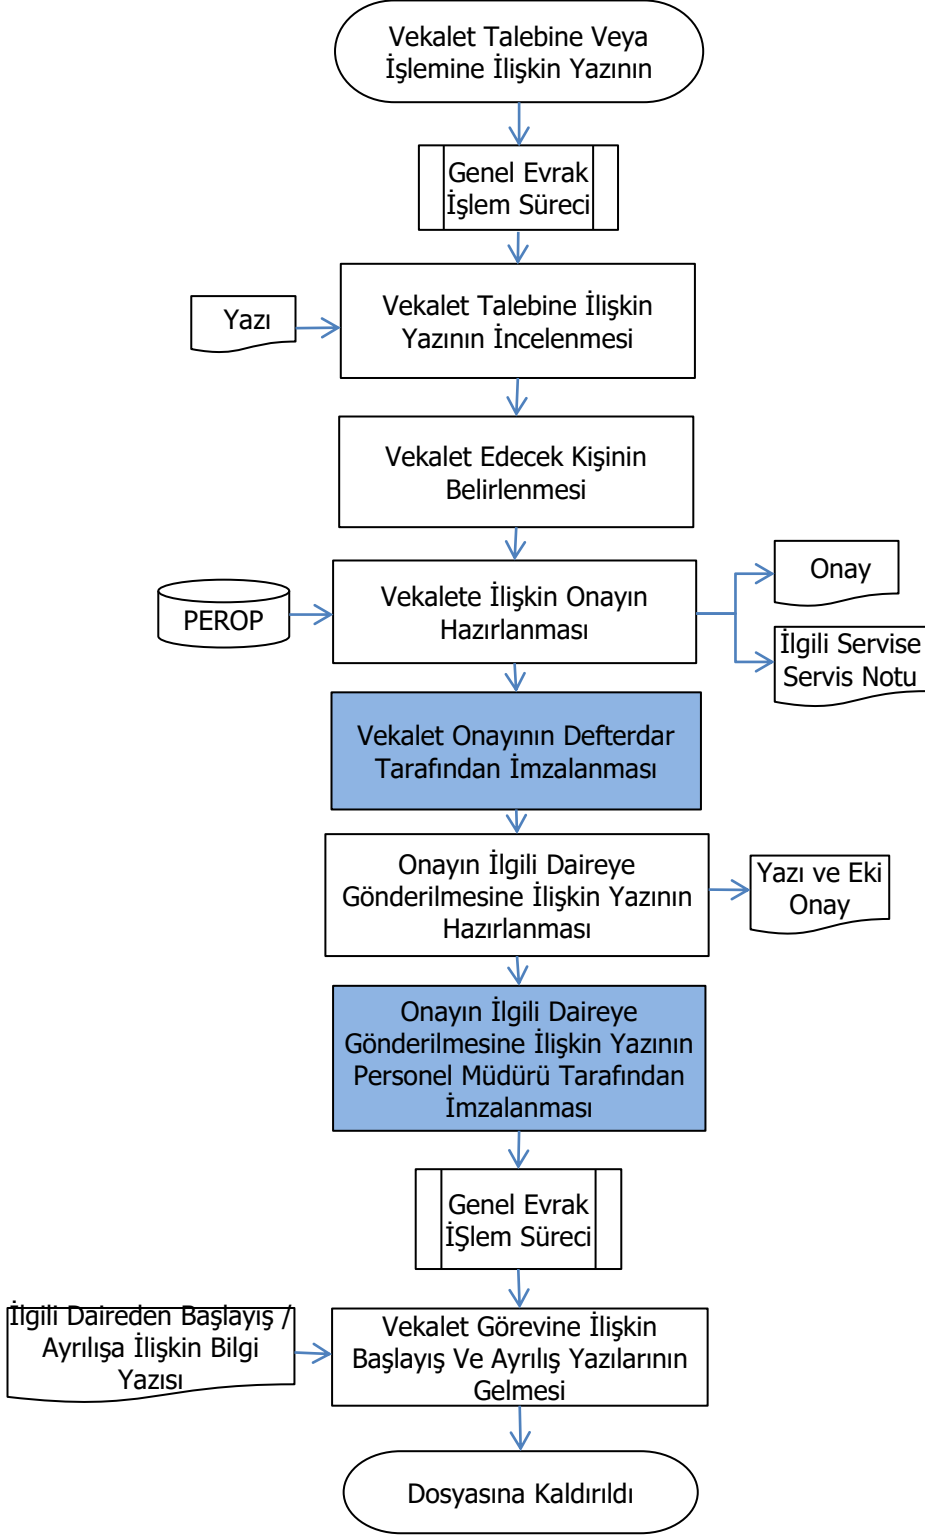 Vekalet Talebine Veya
İşlemine İlişkin Yazının
Genel Evrak
İşlem Süreci
Yazı
Vekalet Talebine İlişkin
Yazının İncelenmesi
Vekalet Edecek Kişinin
Belirlenmesi
PEROP
Vekalete İlişkin Onayın
Hazırlanması
Onay
İlgili Servise
Servis Notu
Vekalet Onayının Defterdar
Tarafından İmzalanması
Onayın İlgili Daireye
Gönderilmesine İlişkin Yazının
Hazırlanması
Yazı ve Eki
Onay
Onayın İlgili Daireye
Gönderilmesine İlişkin Yazının
Personel Müdürü Tarafından
İmzalanması
Genel Evrak
İŞlem Süreci
İlgili Daireden Başlayış /
Ayrılışa İlişkin Bilgi
Yazısı
Vekalet Görevine İlişkin
Başlayış Ve Ayrılış Yazılarının
Gelmesi
Dosyasına Kaldırıldı